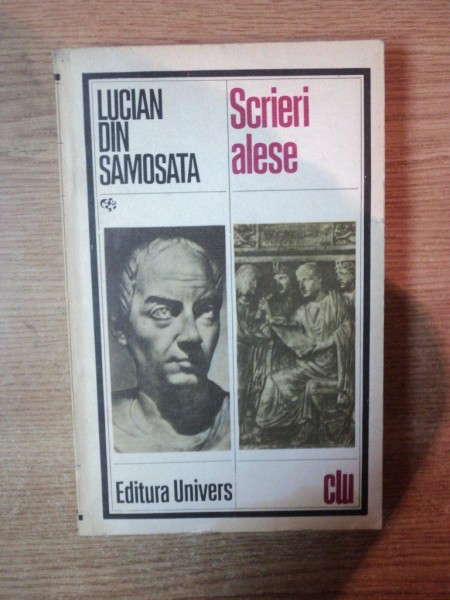 LUCIAN
DIN
SAMOSATA
Scrieri
alese
Editura Univers
clu